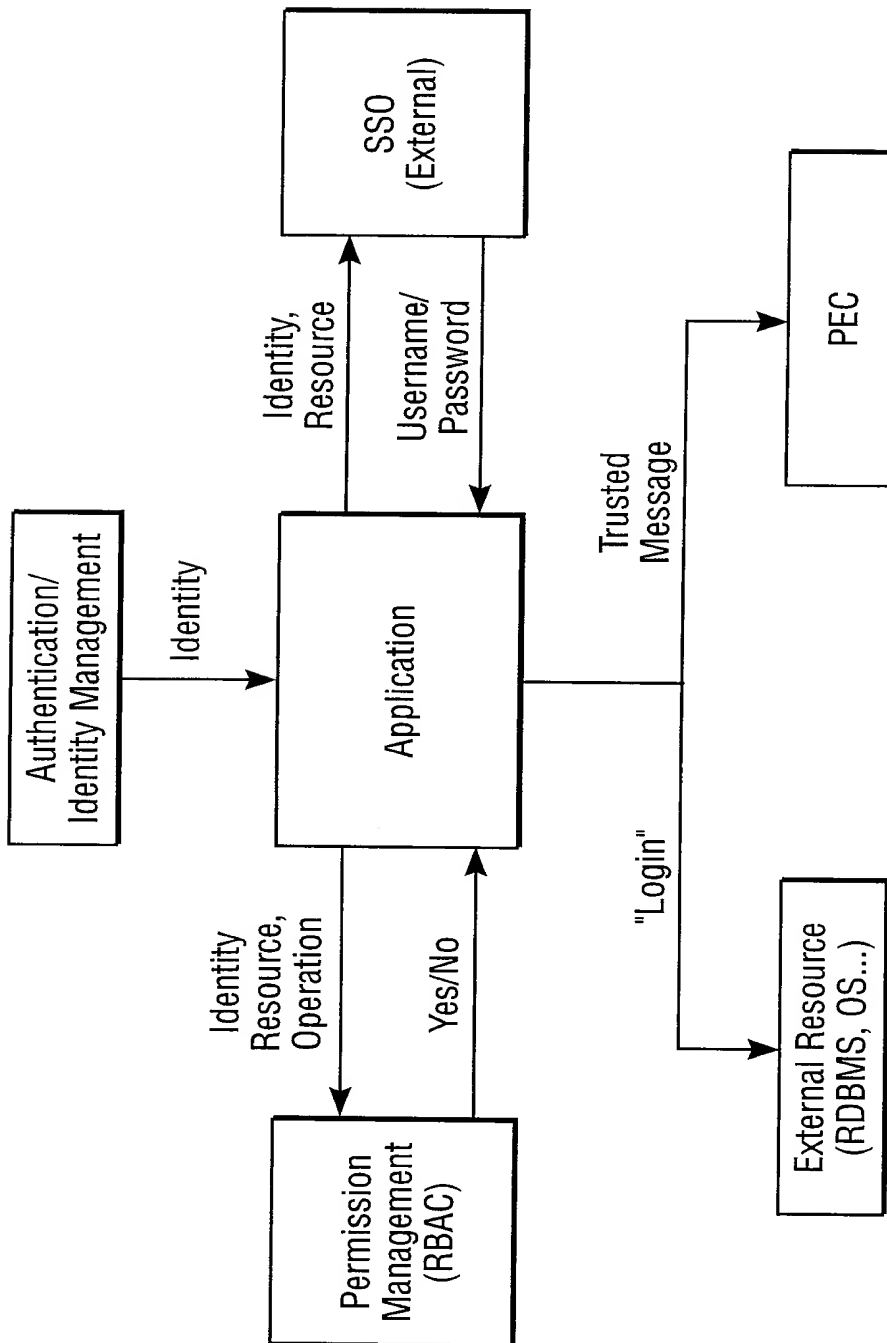 Authentication/
Identity Management
Identity
Permission
Management
(RBAC)
Identity
Resource,
Operation
Yes/No
Application
Identity,
Resource
Username/
Password
SSO
(External)
"Login"
Trusted
Message
External Resource
(RDBMS, OS...)
PEC